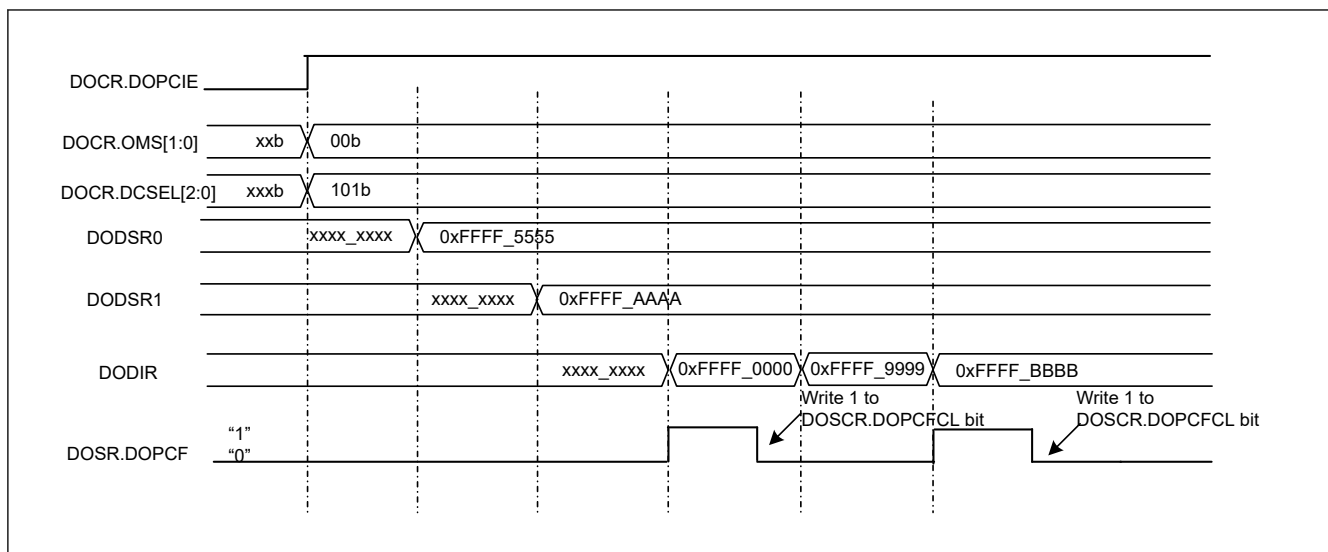 DOCR.DOPCIE
DOCR.OMS[1:0] xxb 00b
DOCR.DCSEL[2:0] xxxb 101b
DODSR0 xxxx_xxxx 0xFFFF_5555
DODSR1 xxxx_xxxx 0xFFFF_AAAA
DODIR xxxx_xxxx 0xFFFF_0000 0xFFFF_9999 0xFFFF_BBBB
Write 1 to Write 1 to
DOSCR.DOPCFCL bit DOSCR.DOPCFCL bit
“1”
DOSR.DOPCF “0”